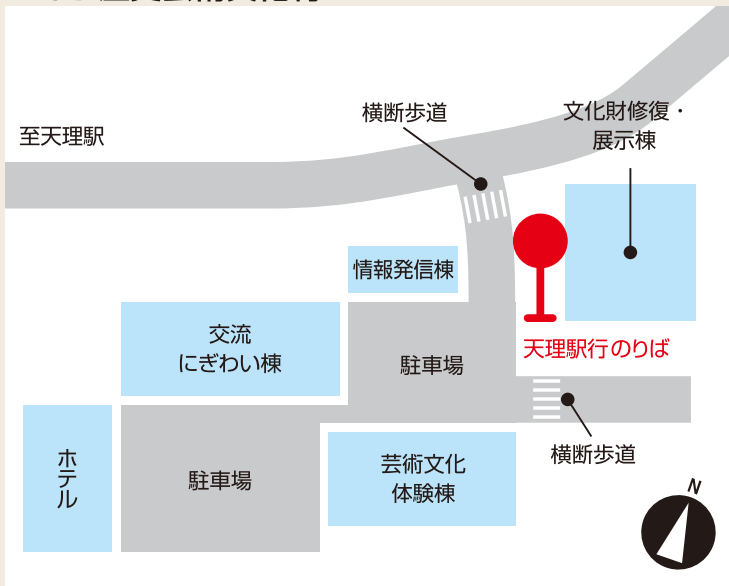 横断歩道
文化財修復・
展示棟
至天理駅
情報発信棟
交流
にぎわい棟
駐車場
天理駅行のりば
ホテル
駐車場
芸術文化
体験棟
横断歩道
N